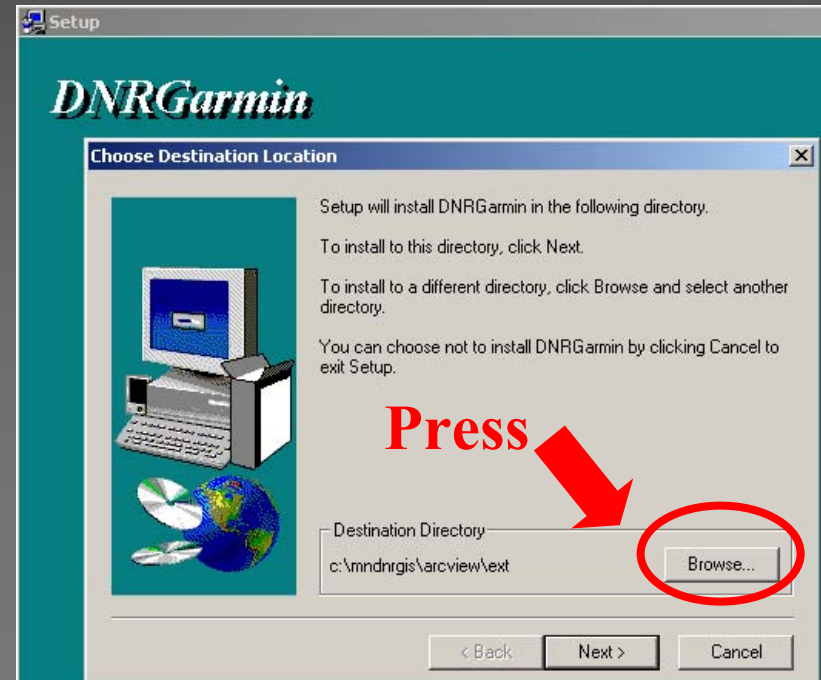 Setup
DNRGarmin
Choose Destination Location
Setup will install DNRGarmin in the following directory.
To install to this directory, click Next.
To install to a different directory, click Browse and select another
directory.
You can choose not to install DNRGarmin by clicking Cancel to
exit Setup.
Press
Destination Directory
c:\mndnrgis\arcview\ext
Browse...
< Back
Next >
Cancel